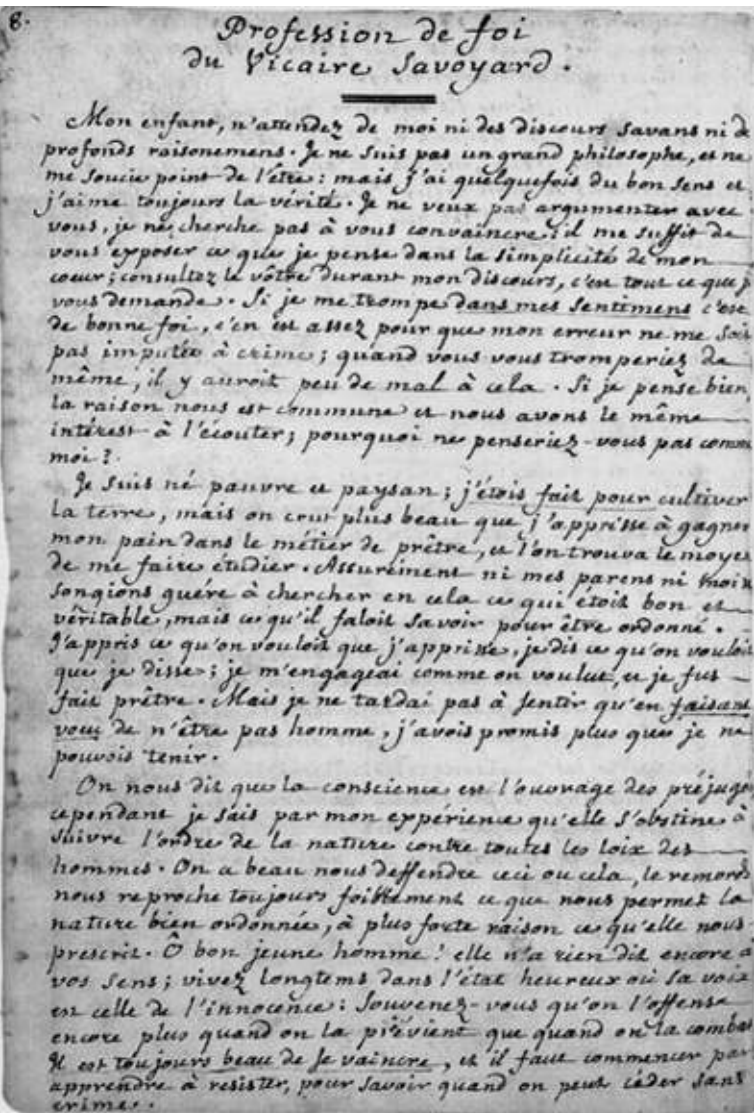 8.
Profession de foi
du Vicaire Savoyard.
Mon enfant, n'attendez de moi ni des discours savans ni de
profonds raisonemens. Je ne suis pas un grand philosophe, et ne
me soucie point de l'être: mais j'ai quelquefois du bon sens et
j'aime toujours la vérité. Je ne veux pas argumenter avec
vous, je ne cherche pas à vous convaincre; il me suffit de
vous exposer ce que je pense dans la simplicité de mon
coeur; consultez le vôtre durant mon discours, c'est tout ce que j
vous demande. Si je me trompe dans mes sentimens c'est
de bonne foi, c'en est assez pour que mon erreur ne me soit
pas imputée à crime; quand vous vous tromperiez de
même, il y auroit peu de mal à cela. Si je pense bien,
la raison nous est commune et nous avons le même
intérest à l'écouter; pourquoi ne penseriez-vous pas comme
moi?
Je suis né pauvre et paysan; j'étois fait pour cultiver
la terre, mais on crut plus beau que j'apprisse à gagner
mon pain dans le métier de prêtre, et l'on trouva le moyen
de me faire étudier. Assurément ni mes parens ni moi ne
songions guére à chercher en cela ce qui étoit bon et
véritable, mais ce qu'il faloit savoir pour être ordonné.
J'appris ce qu'on vouloit que j'apprisse, je dis ce qu'on vouloit
que je disse; je m'engageai comme on voulut, et je fus
fait prêtre. Mais je ne tardai pas à sentir qu'en faisant
vœu de n'être pas homme, j'avois promis plus que je ne
pouvois tenir.
On nous dit que la conscience est l'ouvrage des préjugés
cependant je sais par mon expérience qu'elle s'obstine à
suivre l'ordre de la nature contre toutes les loix des
hommes. On a beau nous deffendre ceci ou cela, le remord
nous reproche toujours foiblement ce que nous permet la
nature bien ordonnée, à plus forte raison ce qu'elle nous
prescrit. Ô bon jeune homme! elle n'a rien dit encore à
vos sens; vivez longtems dans l'état heureux où sa voix
est celle de l'innocence: Souvenez-vous qu'on l'offense
encore plus quand on la prévient que quand on la combat
Il est toujours beau de se vaincre, et il faut commencer par
apprendre à resister, pour savoir quand on peut céder sans
crime.